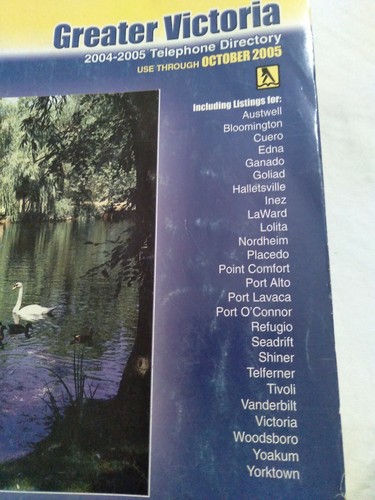 Greater Victoria
2004-2005 Telephone Directory
USE THROUGH OCTOBER 2005
Including Listings for:
Austwell
Bloomington
Cuero
Edna
Ganado
Goliad
Halletsville
Inez
LaWard
Lolita
Nordheim
Placedo
Point Comfort
Port Alto
Port Lavaca
Port O'Connor
Refugio
Seadrift
Shiner
Telferner
Tivoli
Vanderbilt
Victoria
Woodsboro
Yoakum
Yorktown